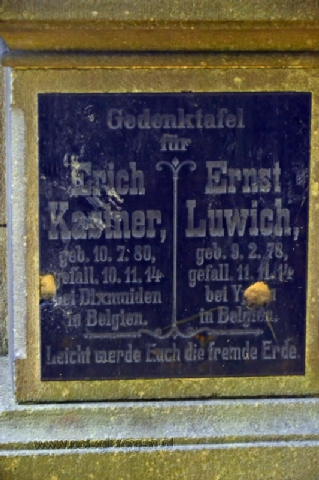 Gedenktafel
für
Erich
Kastner,
geb. 10. 7. 80,
gefall. 10. 11. 14
bei Dixmuiden
in Belgien.
Ernst
Luwich,
geb. 9. 2. 78,
gefall. 11. 11. 14
bei
in Belgien.
Leicht werde Euch die fremde Erde.